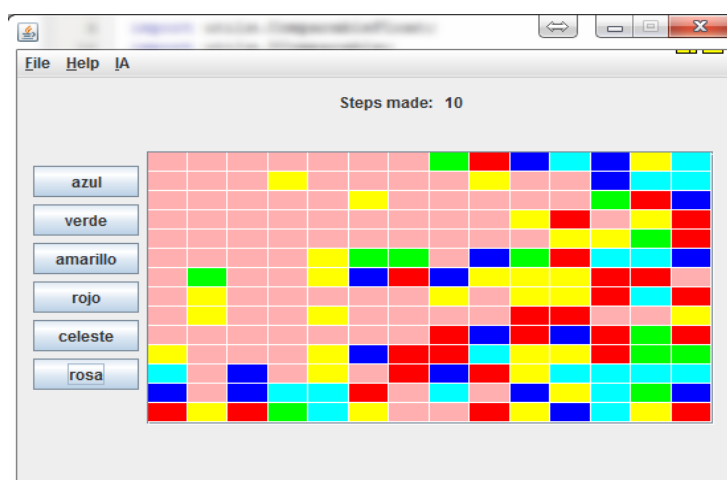 File Help IA
Steps made: 10
azul
verde
amarillo
rojo
celeste
rosa